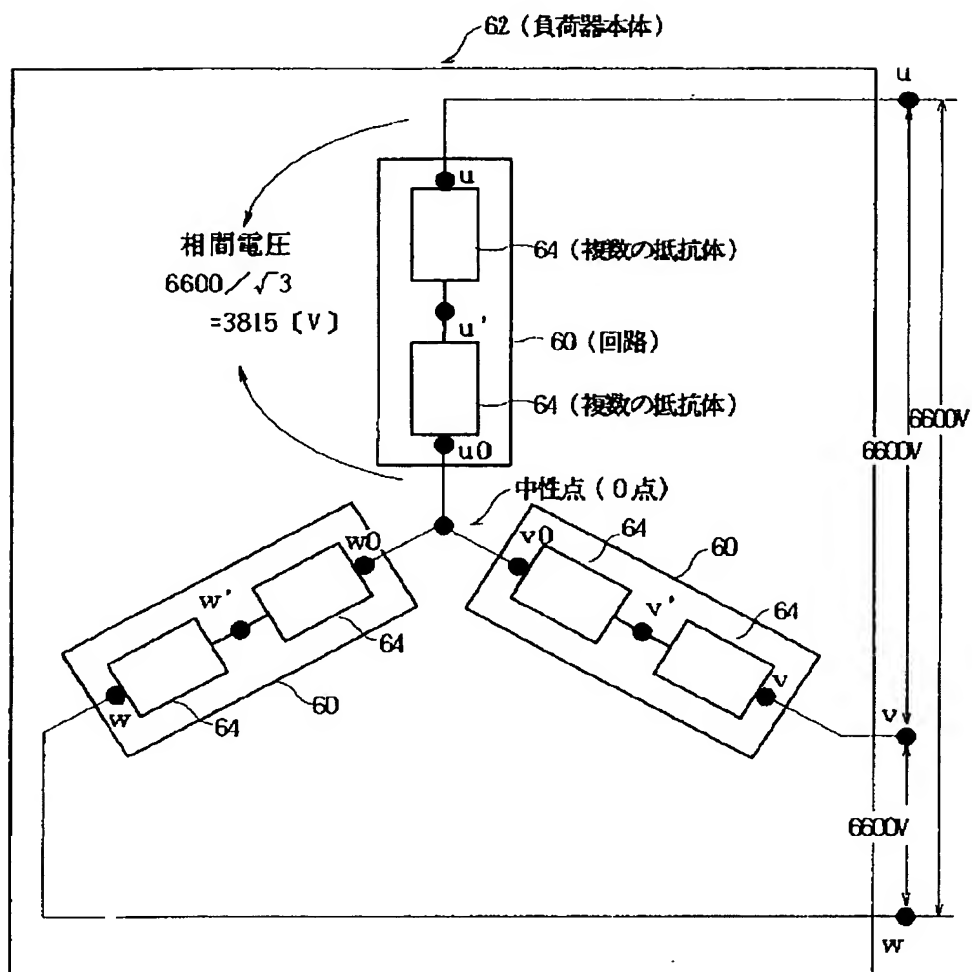 62（負荷器本体）
u
u
相間電圧
6600／√3
=3815〔V〕
64（複数の抵抗体）
u'
60（回路）
64（複数の抵抗体）
u0
6600V
6600V
中性点（0点）
w0
v0
64
60
w'
v'
64
64
w
64
60
v
v
6600V
w